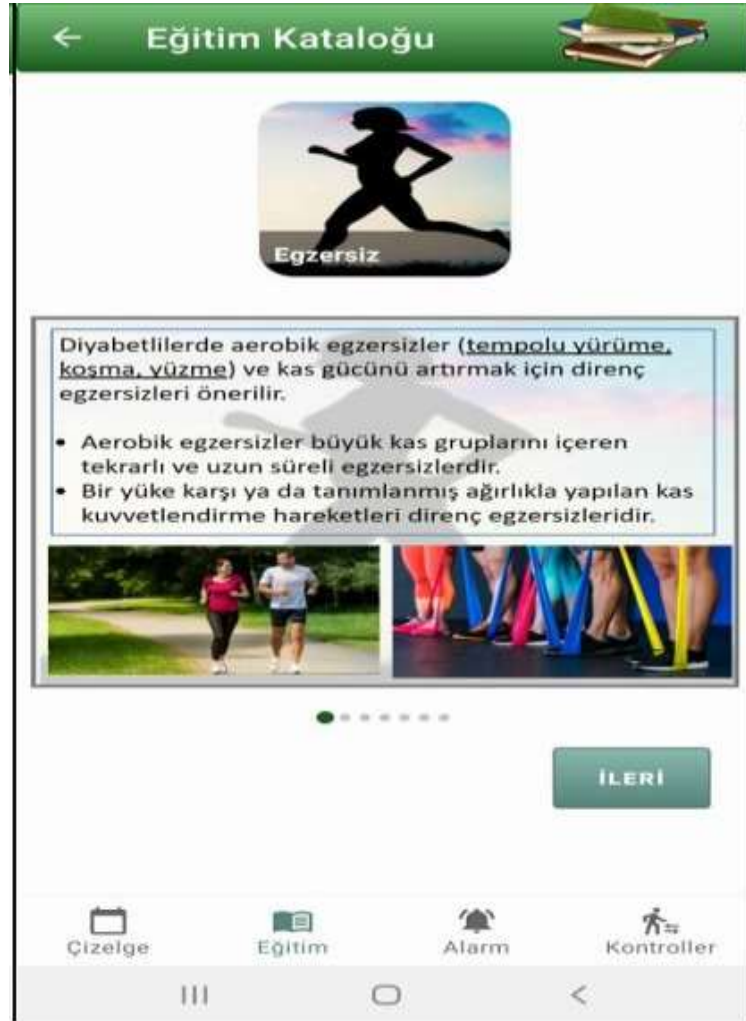 Eğitim Kataloğu
Egzersiz
Diyabetlilerde aerobik egzersizler (tempolu yürüme,
koşma, yüzme) ve kas gücünü artırmak için direnç
egzersizleri önerilir.
• Aerobik egzersizler büyük kas gruplarını içeren
tekrarlı ve uzun süreli egzersizlerdir.
• Bir yüke karşı ya da tanımlanmış ağırlıkla yapılan kas
kuvvetlendirme hareketleri direnç egzersizleridir.
İLERİ
Çizelge Eğitim Alarm Kontroller